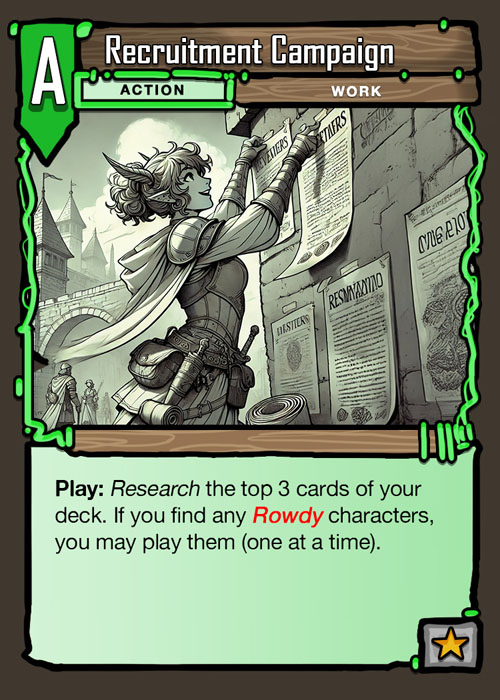 A
Recruitment Campaign
ACTION
WORK
Play: Research the top 3 cards of your
deck. If you find any Rowdy characters,
you may play them (one at a time).